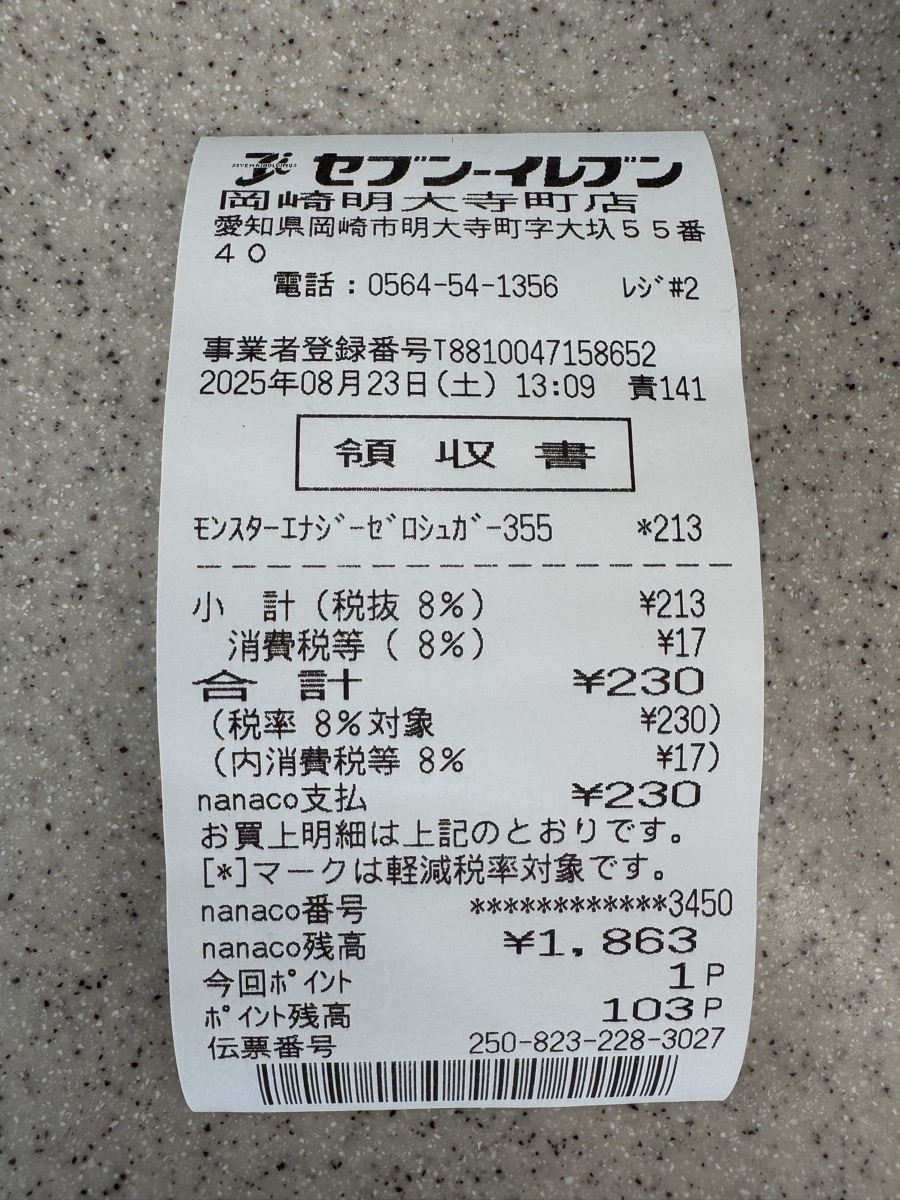 セブン-イレブン
岡崎明大寺町店
愛知県岡崎市明大寺町字大圦５５番
４０
電話：0564-54-1356 ﾚｼﾞ#2
事業者登録番号T8810047158652
2025年08月23日(土) 13:09 責141
領収書
ﾓﾝｽﾀｰｴﾅｼﾞｰｾﾞﾛｼｭｶﾞｰ355 *213
小　計(税抜 8%) ¥213
消費税等( 8%) ¥17
合　計 ¥230
(税率 8%対象 ¥230)
(内消費税等 8% ¥17)
nanaco支払 ¥230
お買上明細は上記のとおりです。
[*]マークは軽減税率対象です。
nanaco番号 ************3450
nanaco残高 ¥1,863
今回ﾎﾟｲﾝﾄ 1P
ﾎﾟｲﾝﾄ残高 103P
伝票番号 250-823-228-3027